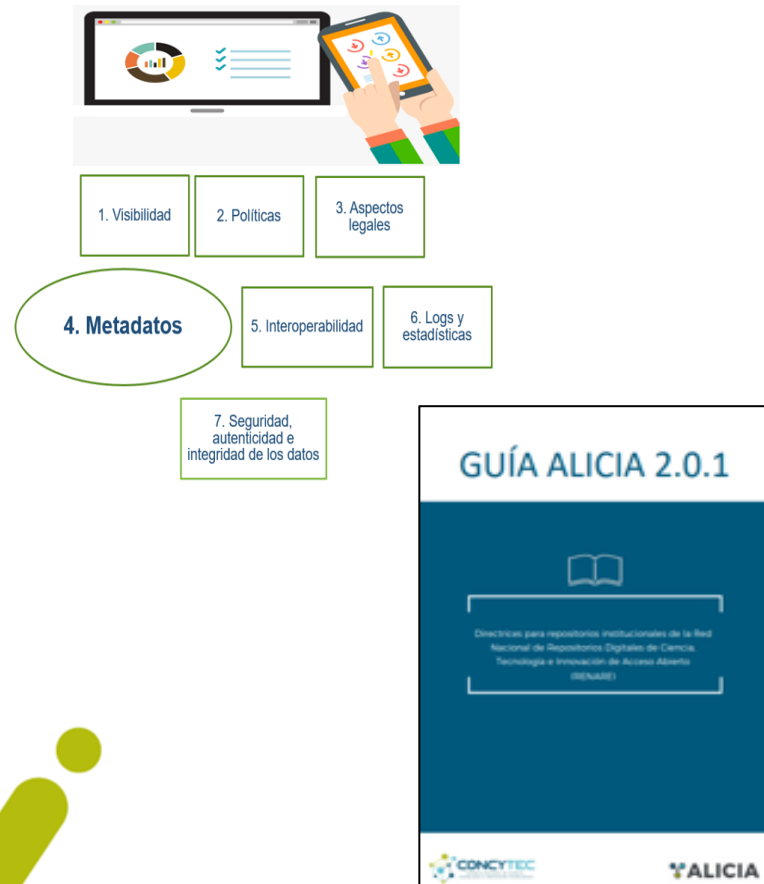 1. Visibilidad
2. Políticas
3. Aspectos
legales
4. Metadatos
5. Interoperabilidad
6. Logs y
estadísticas
7. Seguridad,
autenticidad e
integridad de los datos
GUÍA ALICIA 2.0.1
Directrices para repositorios institucionales de la Red
Nacional de Repositorios Digitales de Ciencia,
Tecnología e Innovación de Acceso Abierto
(RENARE)
CONCYTEC
ALICIA